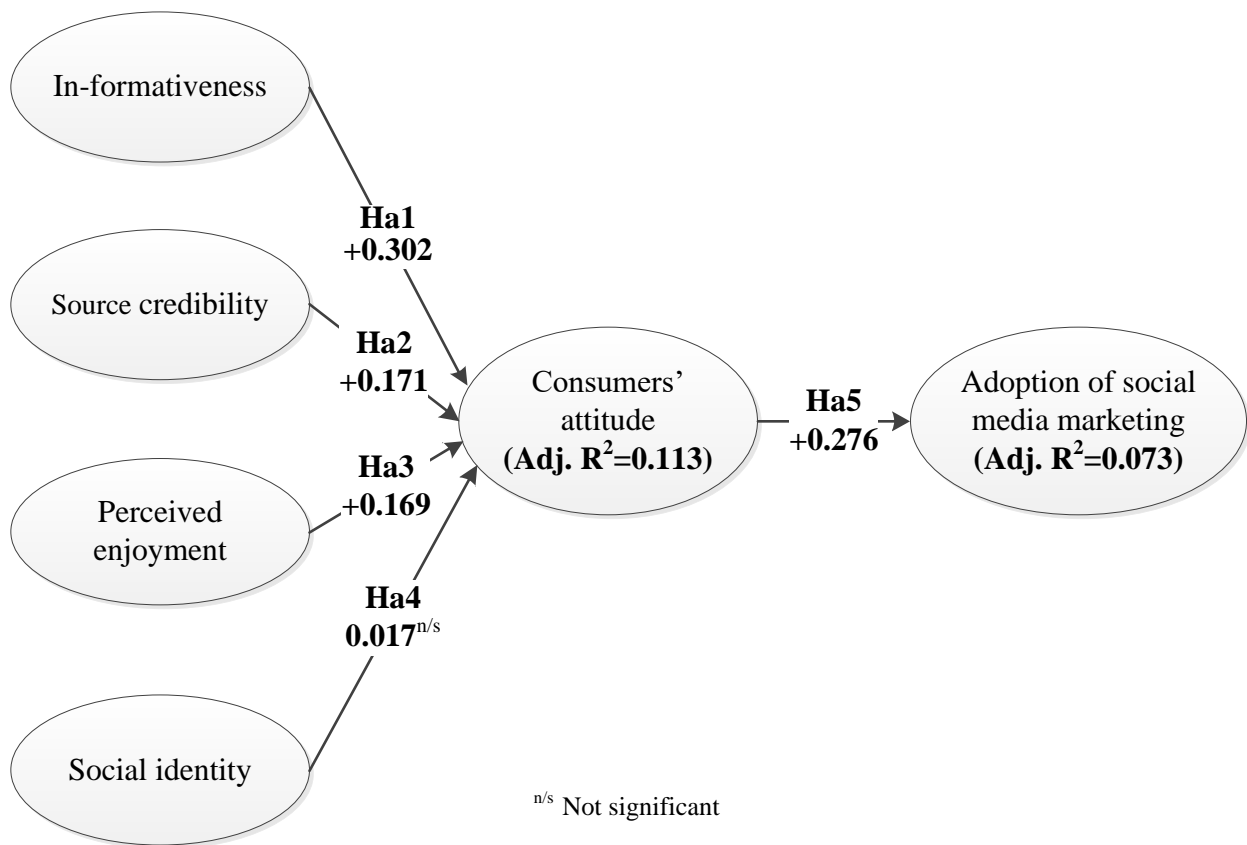 In-formativeness
Ha1
+0.302
Source credibility
Ha2
+0.171
Consumers’
attitude
(Adj. R²=0.113)
Ha5
+0.276
Adoption of social
media marketing
(Adj. R²=0.073)
Ha3
+0.169
Perceived
enjoyment
Ha4
0.017ⁿ/ˢ
Social identity
n/s Not significant